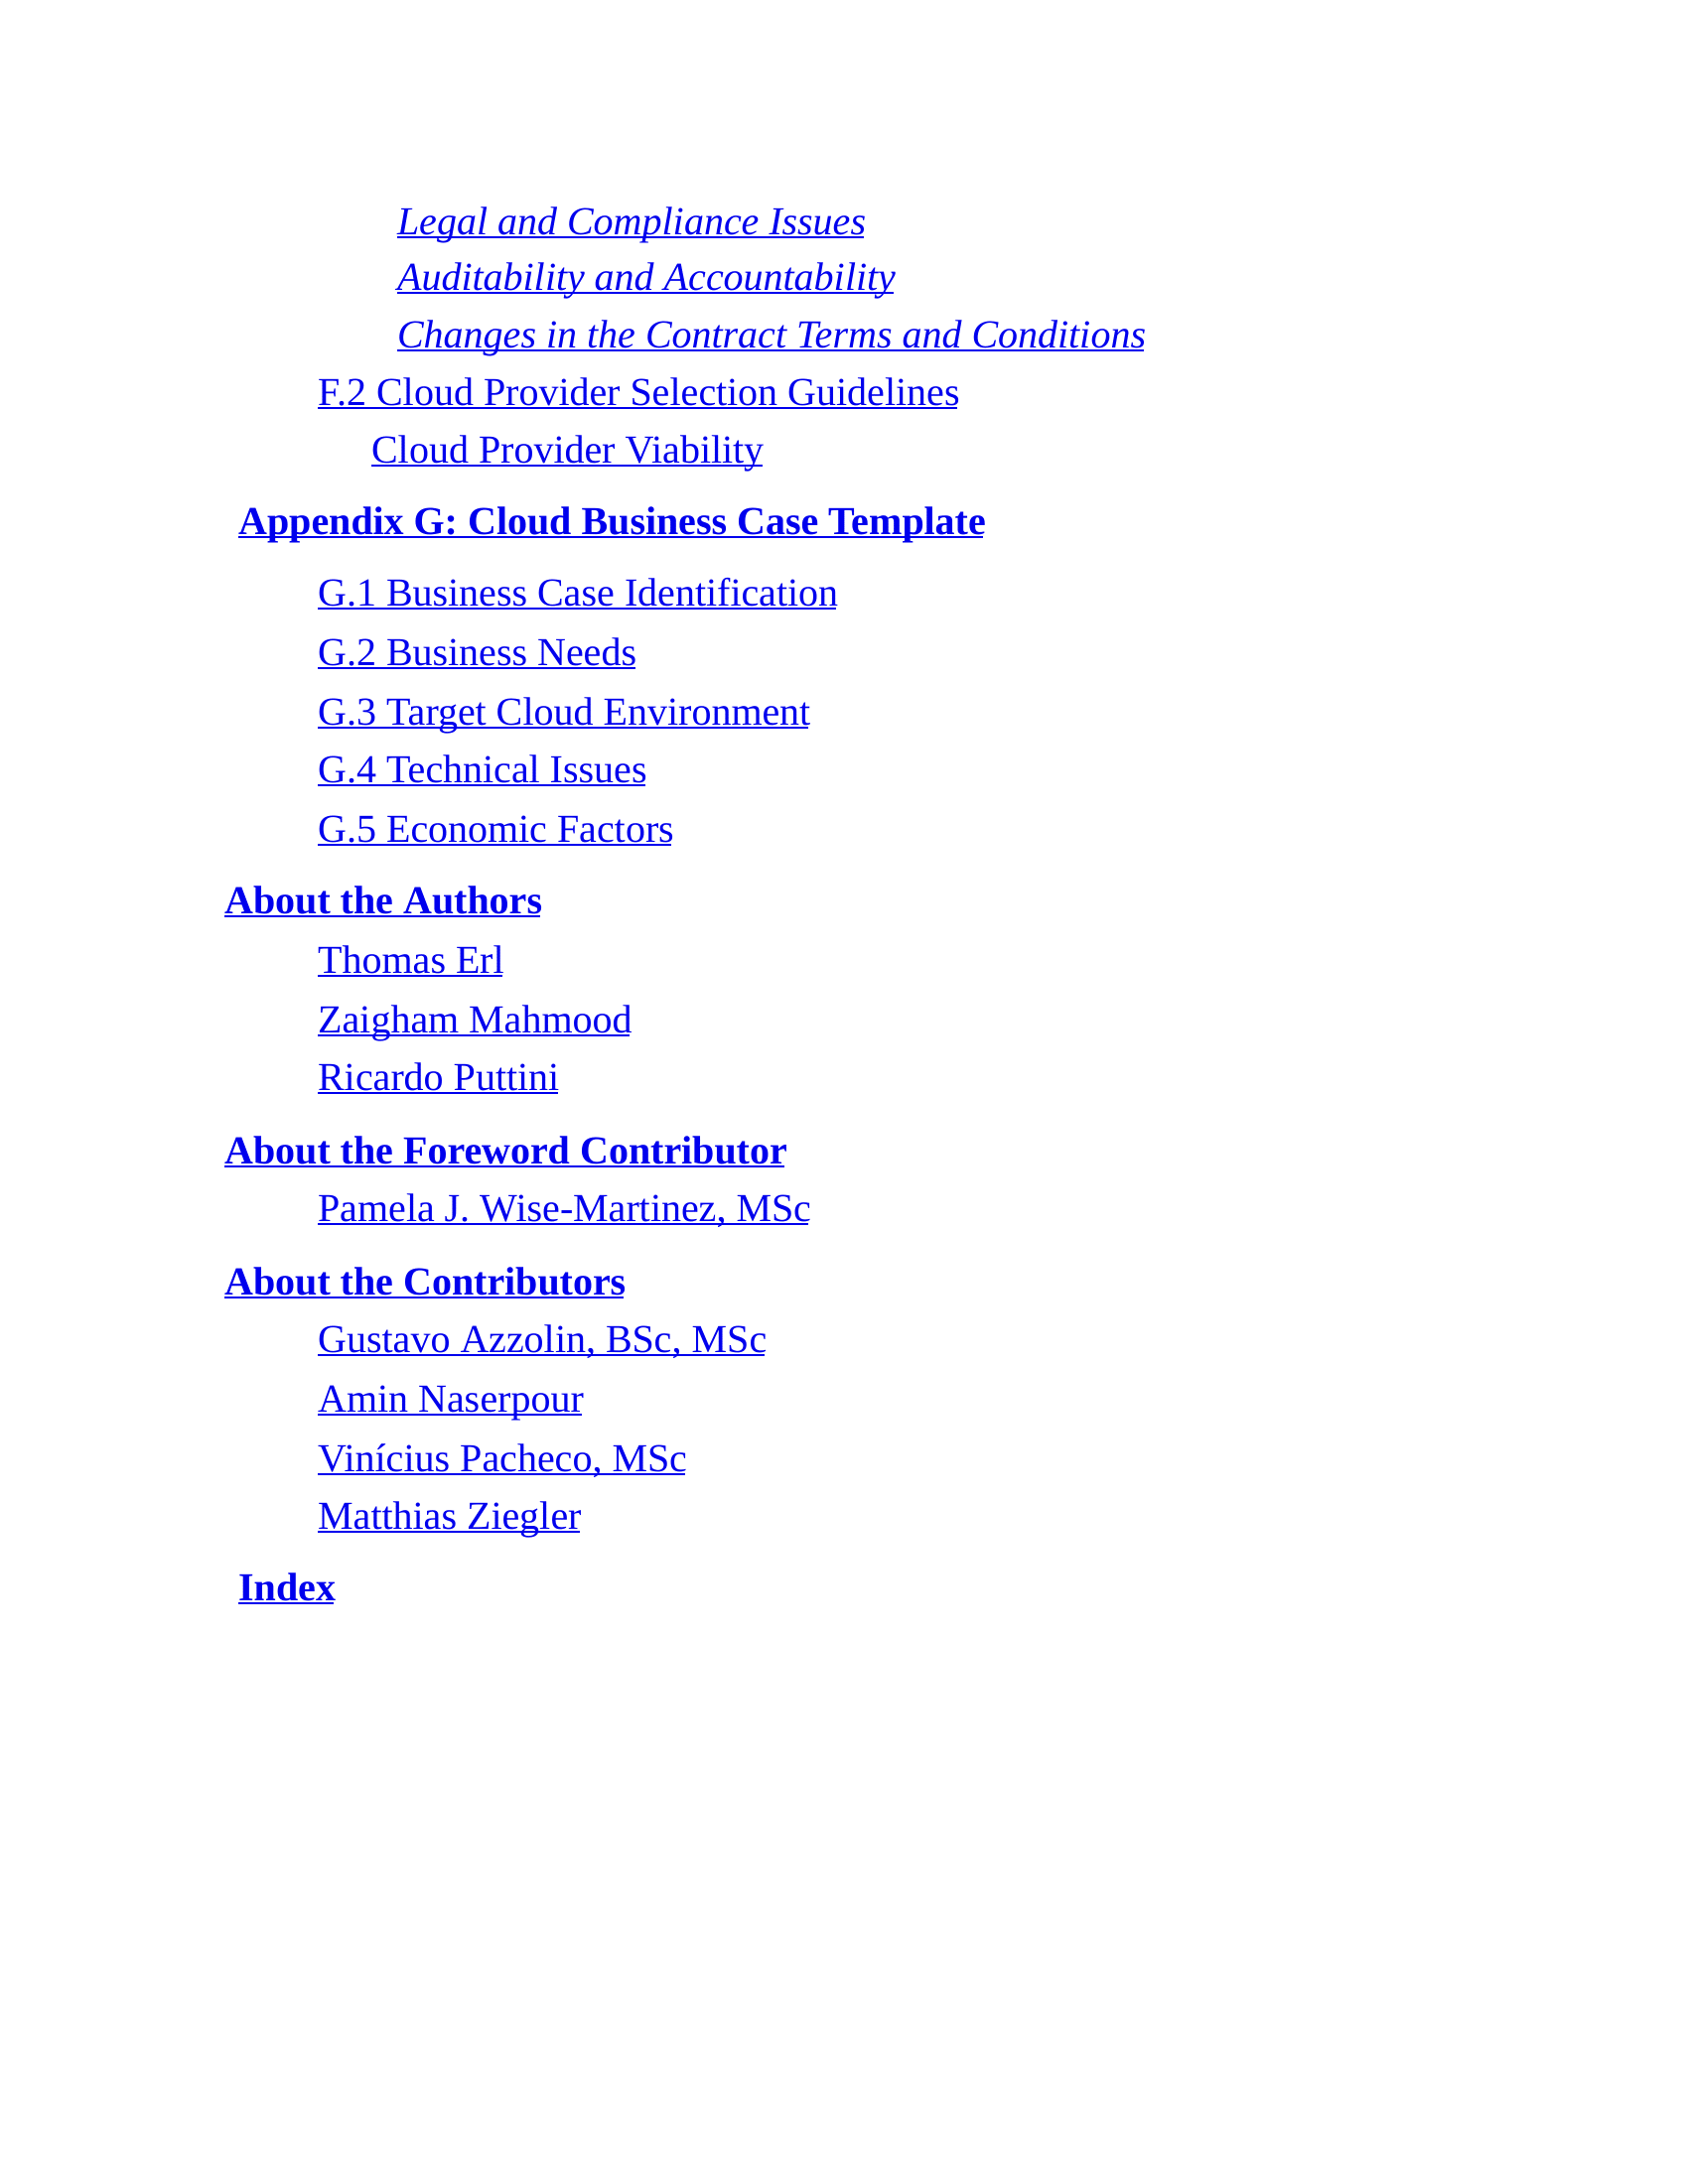 Legal and Compliance Issues
Auditability and Accountability
Changes in the Contract Terms and Conditions
F.2 Cloud Provider Selection Guidelines
Cloud Provider Viability
Appendix G: Cloud Business Case Template
G.1 Business Case Identification
G.2 Business Needs
G.3 Target Cloud Environment
G.4 Technical Issues
G.5 Economic Factors
About the Authors
Thomas Erl
Zaigham Mahmood
Ricardo Puttini
About the Foreword Contributor
Pamela J. Wise-Martinez, MSc
About the Contributors
Gustavo Azzolin, BSc, MSc
Amin Naserpour
Vinícius Pacheco, MSc
Matthias Ziegler
Index